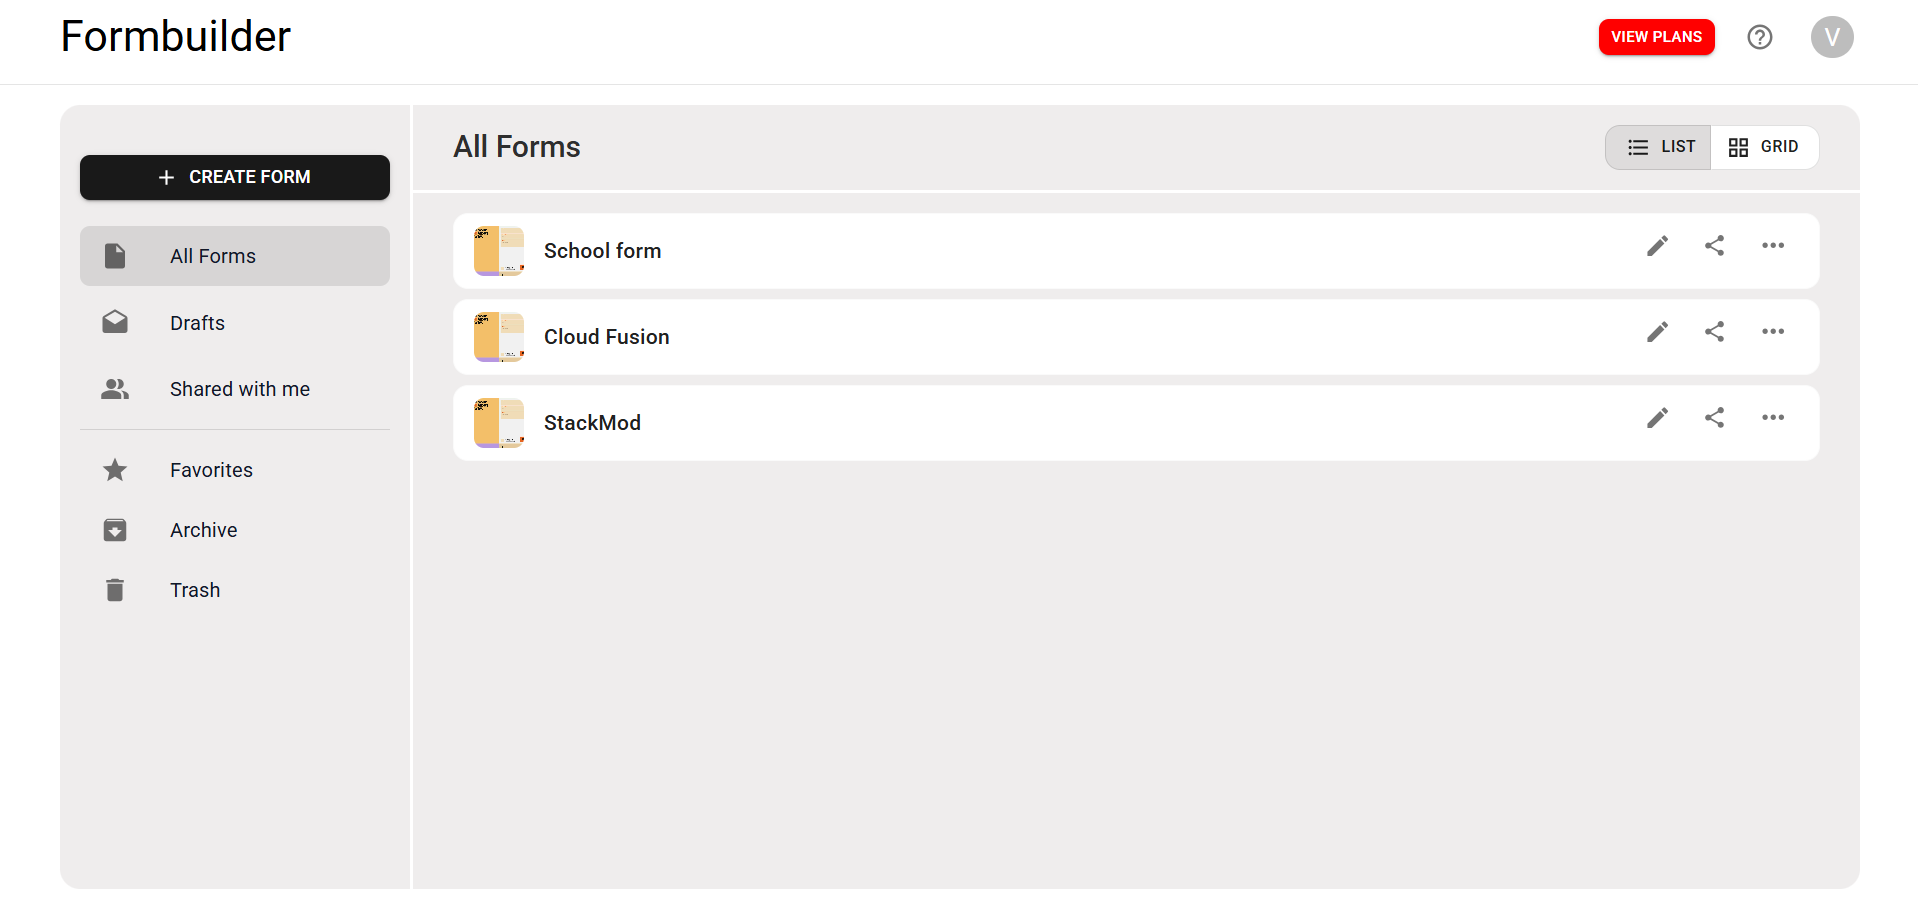 Formbuilder
VIEW PLANS
V
CREATE FORM
All Forms
Drafts
Shared with me
Favorites
Archive
Trash
All Forms
LIST
GRID
School form
Cloud Fusion
StackMod